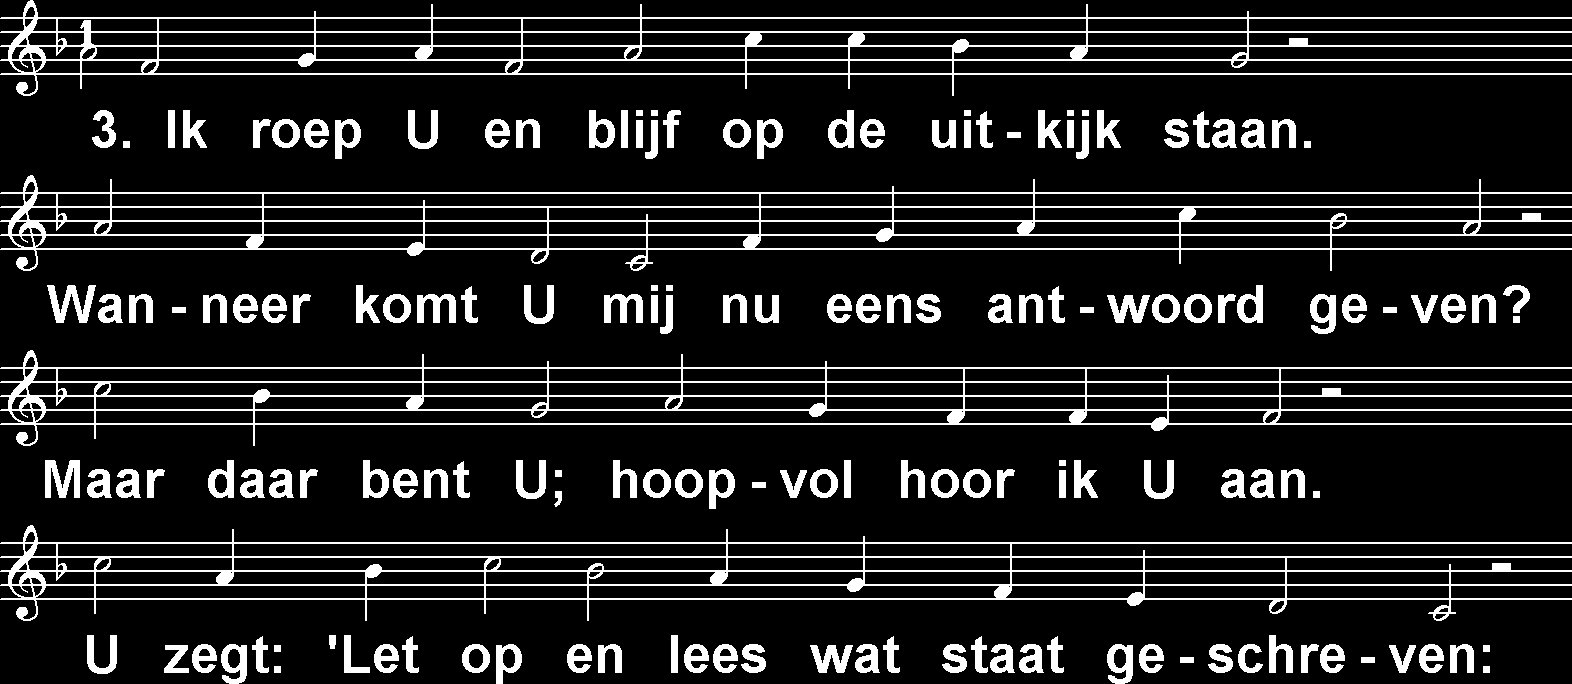 1
3. Ik roep U en blijf op de uit - kijk staan.
Wan - neer komt U mij nu eens ant - woord ge - ven?
Maar daar bent U; hoop - vol hoor ik U aan.
U zegt: 'Let op en lees wat staat ge - schre - ven: